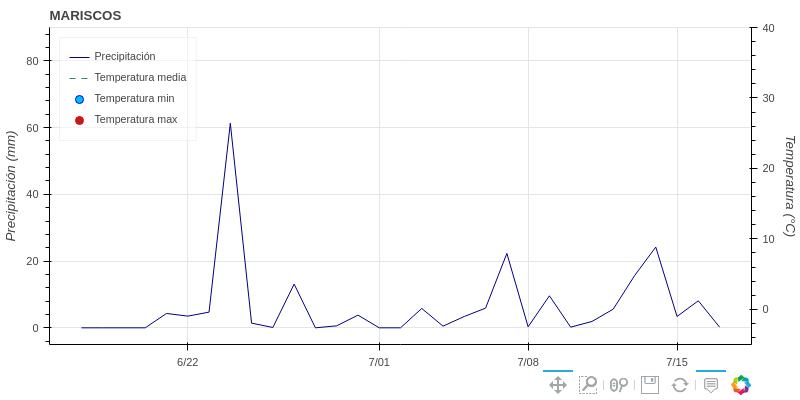 MARISCOS
Precipitación
Temperatura media
Temperatura min
Temperatura max
Precipitación (mm)
80
60
40
20
0
Temperatura (°C)
40
30
20
10
0
6/22
7/01
7/08
7/15